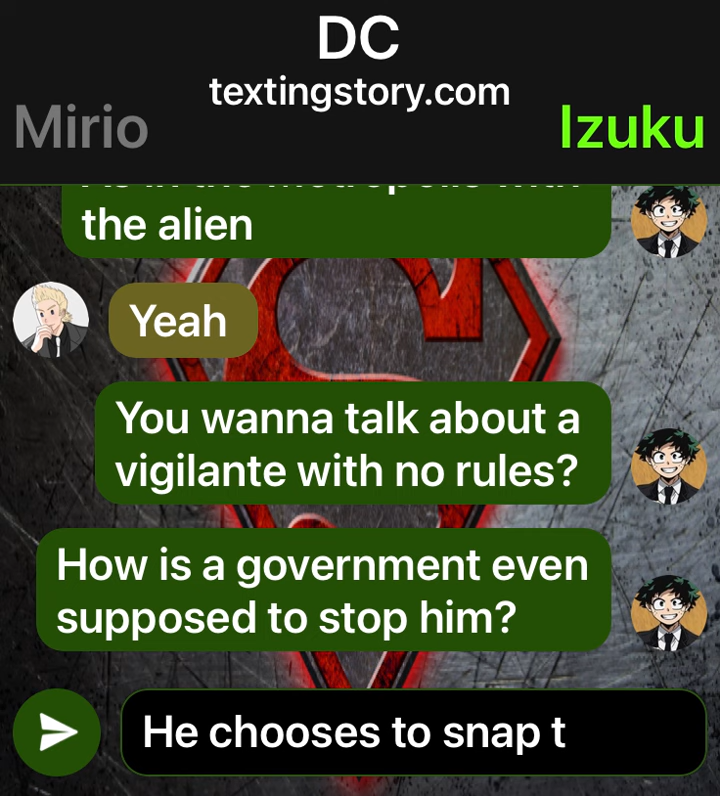 DC
textingstory.com
Mirio
Izuku
the alien
Yeah
You wanna talk about a
vigilante with no rules?
How is a government even
supposed to stop him?
He chooses to snap t